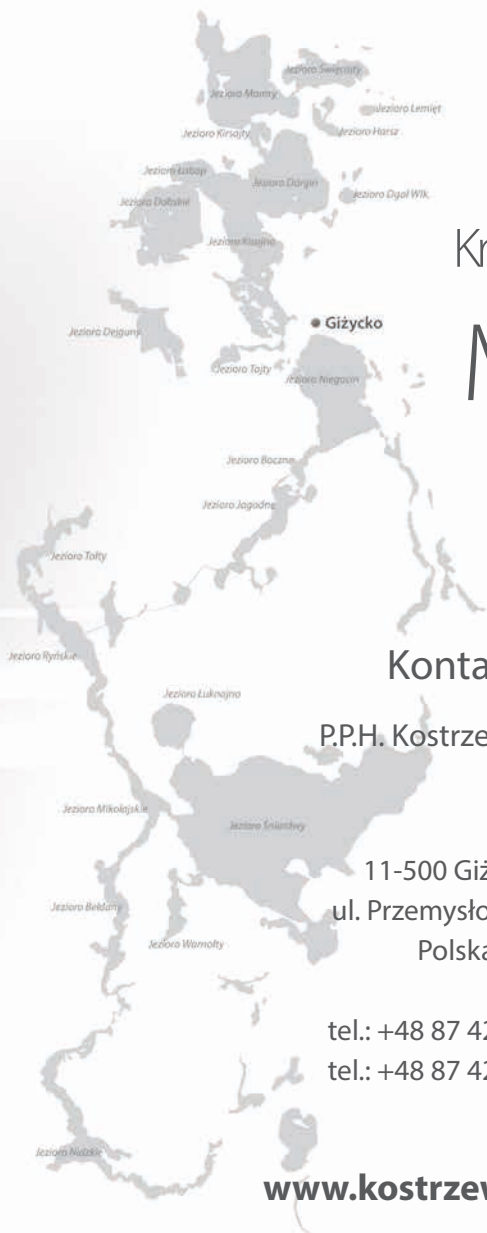 Jezioro Święcajty
Jezioro Mamry
Jezioro Lemięt
Jezioro Kirsajty
Jezioro Harsz
Jezioro Łabap
Jezioro Dargin
Jezioro Dobskie
Jezioro Dgał Wlk.
Jezioro Kisajno
Kr
M
Giżycko
Jezioro Dejguny
Jezioro Tajty
Jezioro Niegocin
Jezioro Boczne
Jezioro Jagodne
Jezioro Tołty
Jezioro Ryńskie
Konta
Jezioro Łuknajno
P.P.H. Kostrze
Jezioro Mikołajskie
Jezioro Śniardwy
11-500 Giż
Jezioro Bełdany
ul. Przemysło
Jezioro Warnołty
Polska
tel.: +48 87 42
tel.: +48 87 42
Jezioro Nidzkie
www.kostrzew